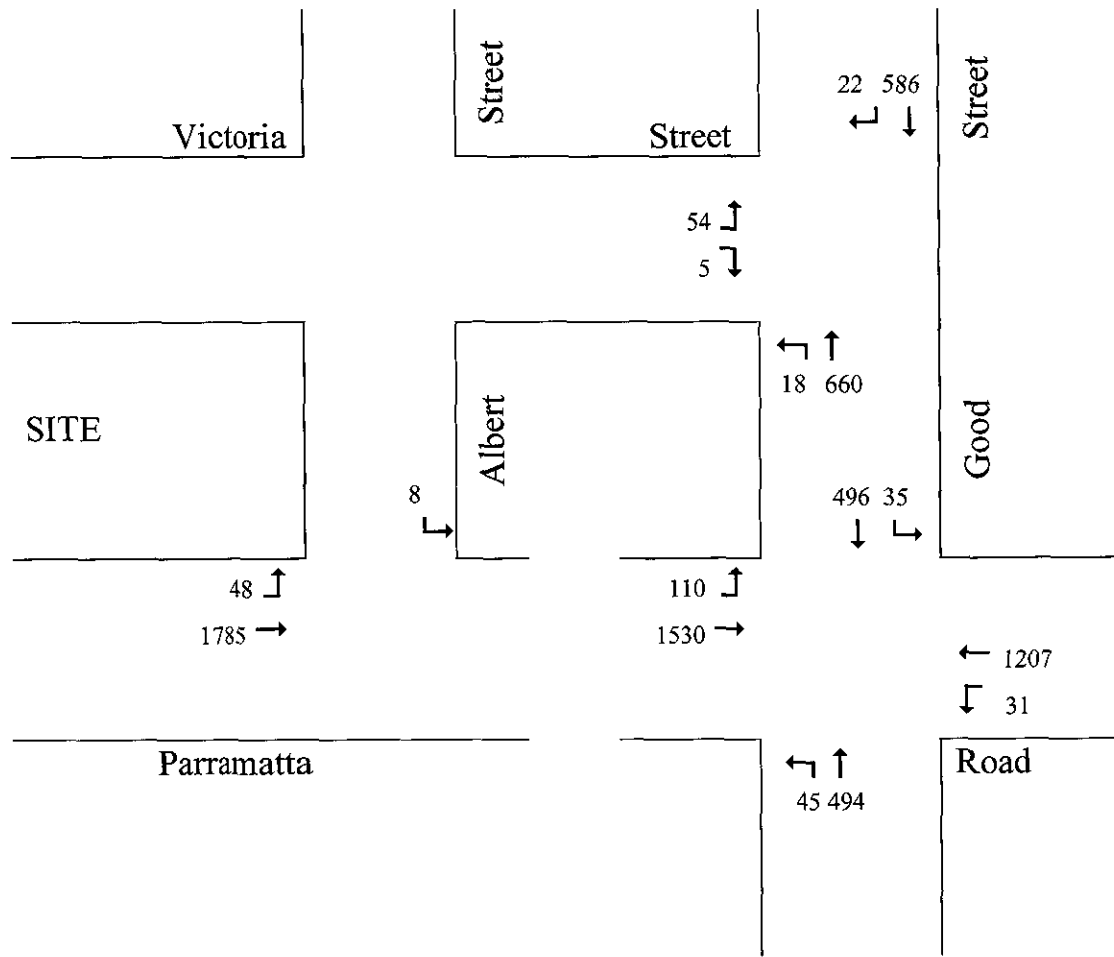 22 586
Street
Street
Victoria
Street
54
5
18 660
SITE
Albert
Good
8
496 35
48
110
1785
1530
1207
31
Parramatta
Road
45 494